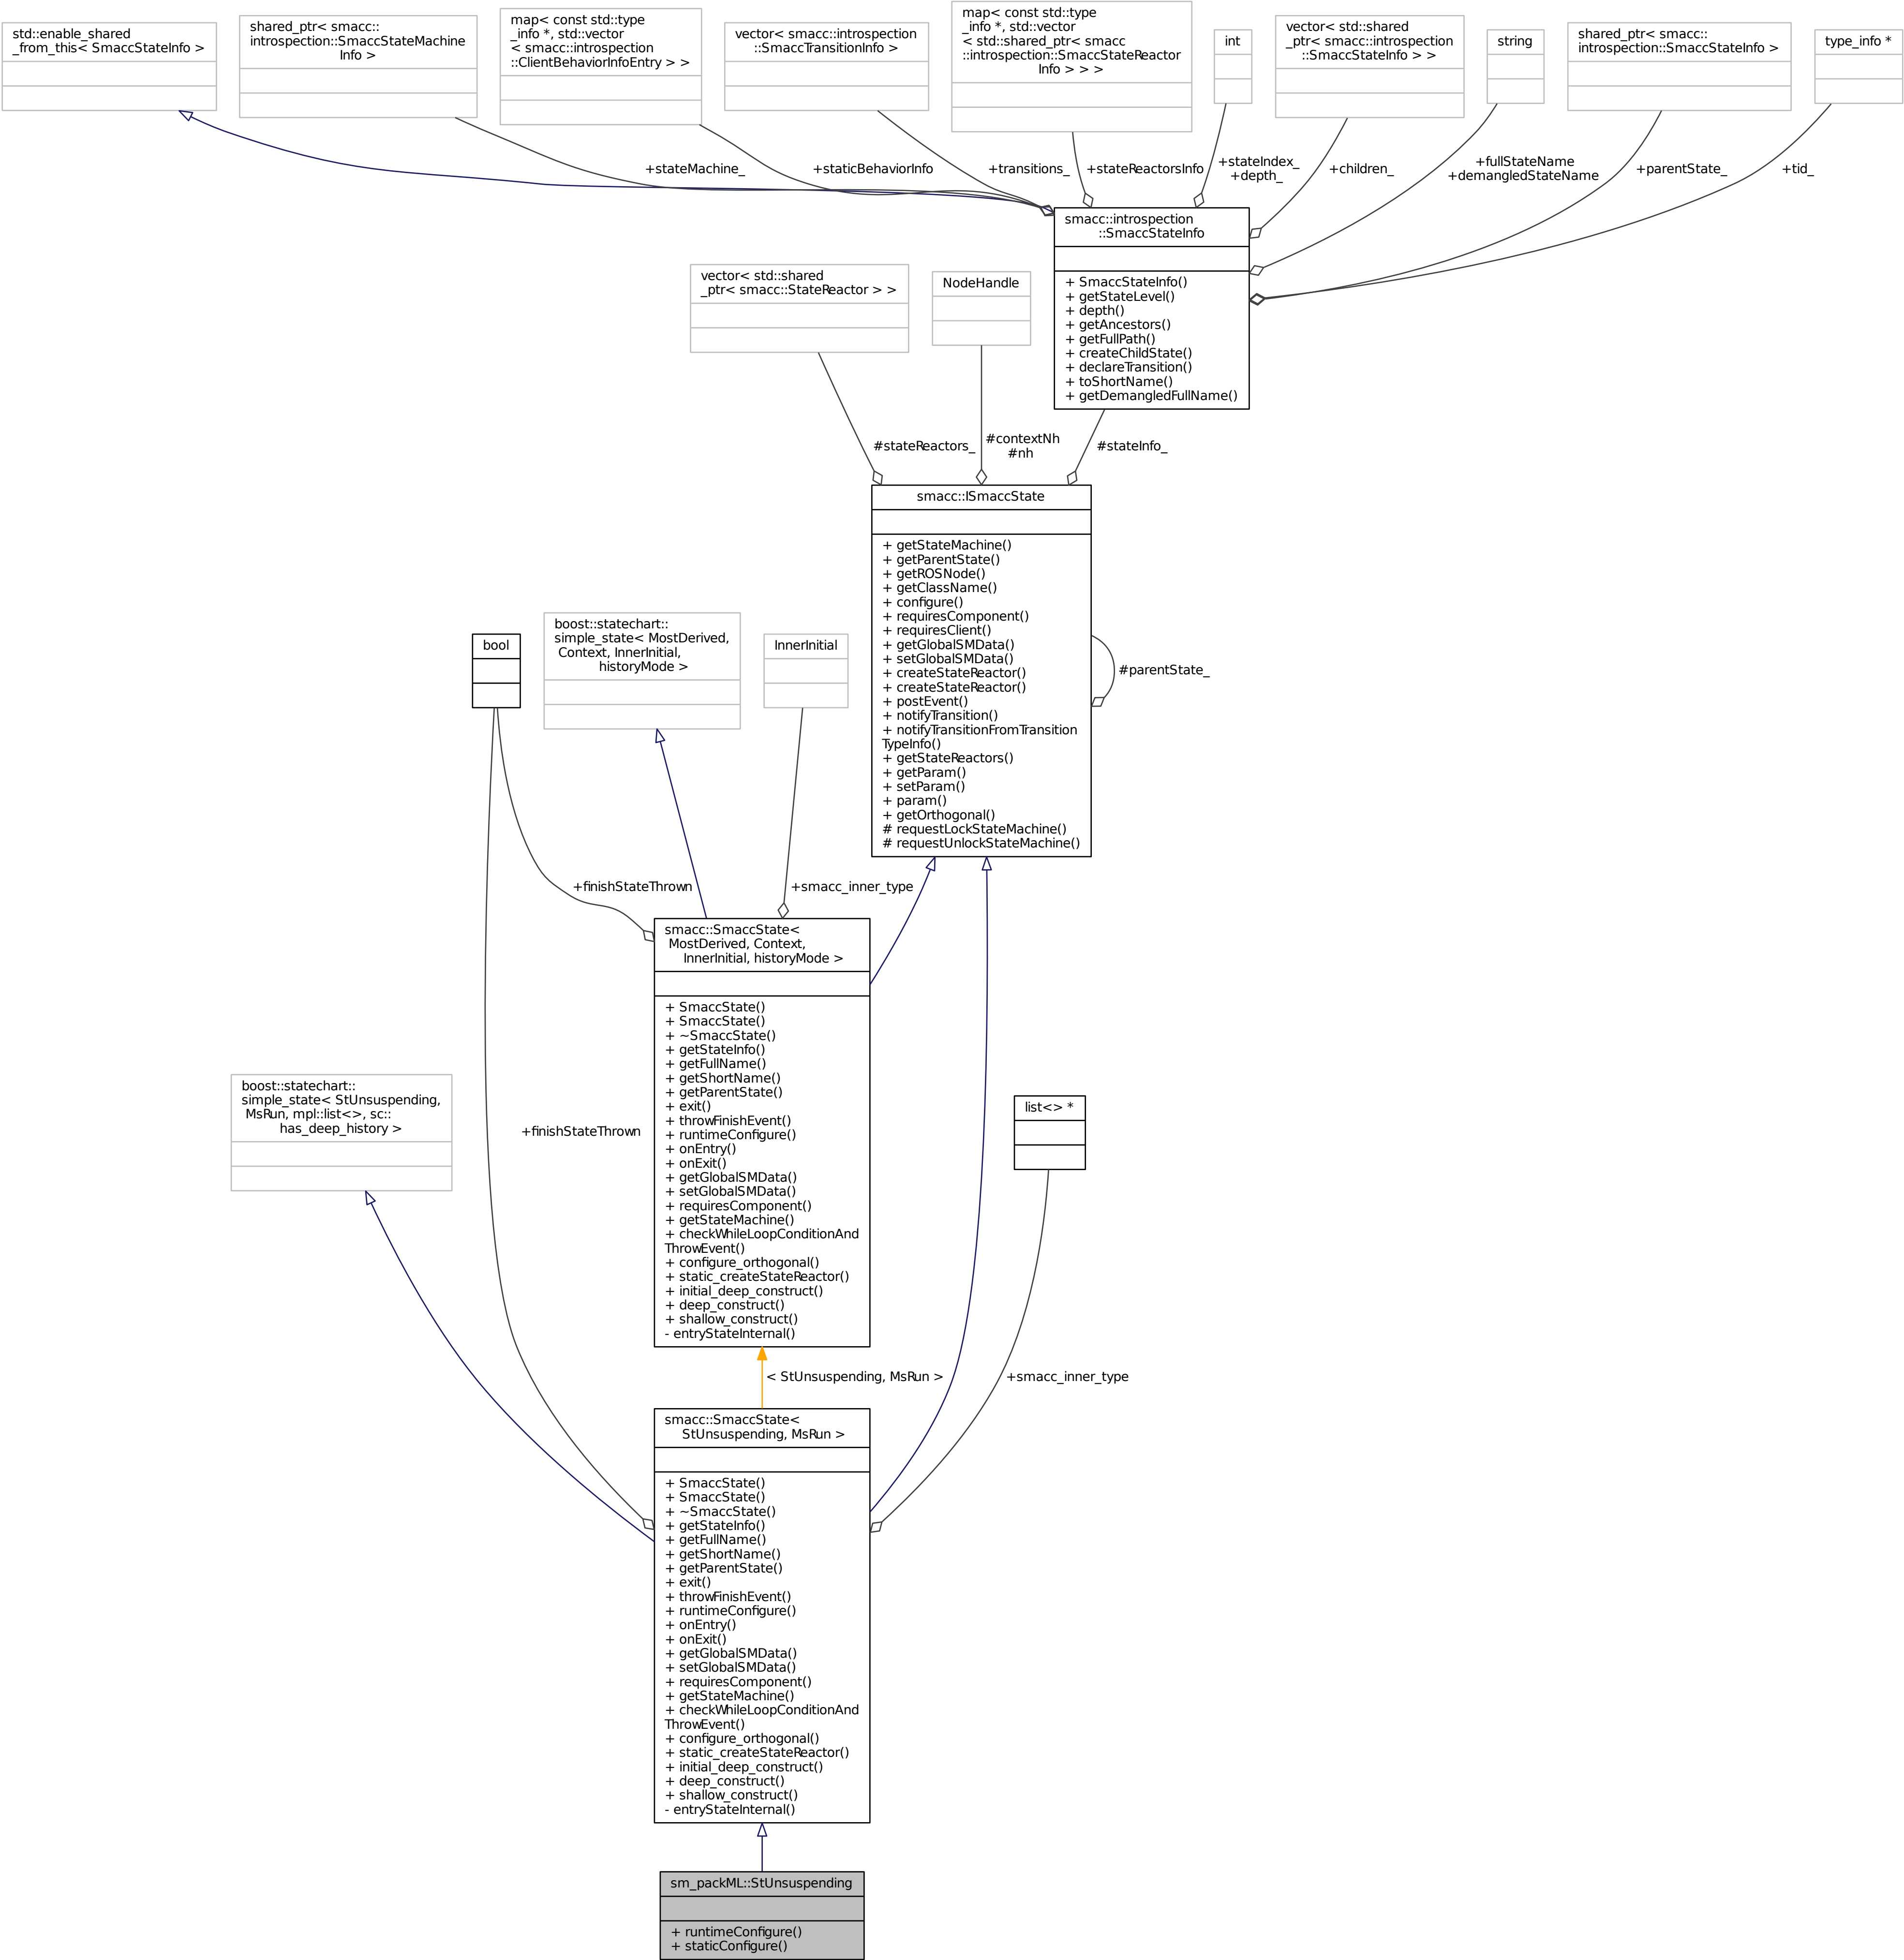 std::enable_shared
_from_this< SmaccStateInfo >
shared_ptr< smacc::
introspection::SmaccStateMachine
Info >
map< const std::type
_info *, std::vector
< smacc::introspection
::ClientBehaviorInfoEntry > >
vector< smacc::introspection
::SmaccTransitionInfo >
map< const std::type
_info *, std::vector
< std::shared_ptr< smacc
::introspection::SmaccStateReactor
Info > > >
int
vector< std::shared
_ptr< smacc::introspection
::SmaccStateInfo > >
string
shared_ptr< smacc::
introspection::SmaccStateInfo >
type_info *
+stateMachine_
+staticBehaviorInfo
+transitions_
+stateReactorsInfo
+stateIndex_
+depth_
+children_
+fullStateName
+demangledStateName
+parentState_
+tid_
smacc::introspection
::SmaccStateInfo
+ SmaccStateInfo()
+ getStateLevel()
+ depth()
+ getAncestors()
+ getFullPath()
+ createChildState()
+ declareTransition()
+ toShortName()
+ getDemangledFullName()
vector< std::shared
_ptr< smacc::StateReactor > >
NodeHandle
#stateReactors_
#contextNh
#nh
#stateInfo_
smacc::ISmaccState
+ getStateMachine()
+ getParentState()
+ getROSNode()
+ getClassName()
+ configure()
+ requiresComponent()
+ requiresClient()
+ getGlobalSMData()
+ setGlobalSMData()
+ createStateReactor()
+ createStateReactor()
+ postEvent()
+ notifyTransition()
+ notifyTransitionFromTransition
TypeInfo()
+ getStateReactors()
+ getParam()
+ setParam()
+ param()
+ getOrthogonal()
# requestLockStateMachine()
# requestUnlockStateMachine()
#parentState_
bool
boost::statechart::
simple_state< MostDerived,
Context, InnerInitial,
historyMode >
InnerInitial
+finishStateThrown
+smacc_inner_type
smacc::SmaccState<
MostDerived, Context,
InnerInitial, historyMode >
+ SmaccState()
+ SmaccState()
+ ~SmaccState()
+ getStateInfo()
+ getFullName()
+ getShortName()
+ getParentState()
+ exit()
+ throwFinishEvent()
+ runtimeConfigure()
+ onEntry()
+ onExit()
+ getGlobalSMData()
+ setGlobalSMData()
+ requiresComponent()
+ getStateMachine()
+ checkWhileLoopConditionAnd
ThrowEvent()
+ configure_orthogonal()
+ static_createStateReactor()
+ initial_deep_construct()
+ deep_construct()
+ shallow_construct()
- entryStateInternal()
boost::statechart::
simple_state< StUnsuspending,
MsRun, mpl::list<>, sc::
has_deep_history >
+finishStateThrown
list<> *
< StUnsuspending, MsRun >
+smacc_inner_type
smacc::SmaccState<
StUnsuspending, MsRun >
+ SmaccState()
+ SmaccState()
+ ~SmaccState()
+ getStateInfo()
+ getFullName()
+ getShortName()
+ getParentState()
+ exit()
+ throwFinishEvent()
+ runtimeConfigure()
+ onEntry()
+ onExit()
+ getGlobalSMData()
+ setGlobalSMData()
+ requiresComponent()
+ getStateMachine()
+ checkWhileLoopConditionAnd
ThrowEvent()
+ configure_orthogonal()
+ static_createStateReactor()
+ initial_deep_construct()
+ deep_construct()
+ shallow_construct()
- entryStateInternal()
sm_packML::StUnsuspending
+ runtimeConfigure()
+ staticConfigure()